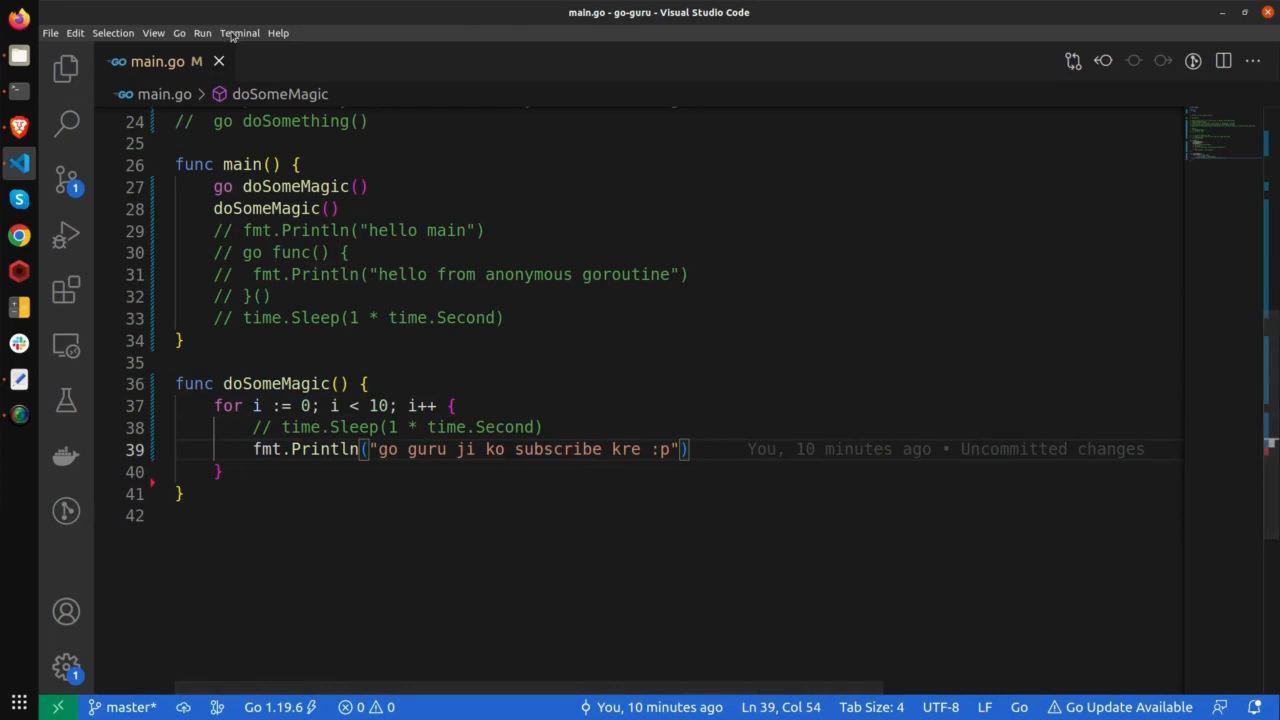 main.go - go-guru - Visual Studio Code
File Edit Selection View Go Run Terminal Help
main.go M
main.go > doSomeMagic
24 // go doSomething()
25
26 func main() {
27 go doSomeMagic()
28 doSomeMagic()
29 // fmt.Println("hello main")
30 // go func() {
31 // fmt.Println("hello from anonymous goroutine")
32 // }()
33 // time.Sleep(1 * time.Second)
34 }
35
36 func doSomeMagic() {
37 for i := 0; i < 10; i++ {
38 // time.Sleep(1 * time.Second)
39 fmt.Println("go guru ji ko subscribe kre :p") You, 10 minutes ago • Uncommitted changes
40 }
41 }
42
1
1
master* Go 1.19.6 0 0 You, 10 minutes ago Ln 39, Col 54 Tab Size: 4 UTF-8 LF Go Go Update Available